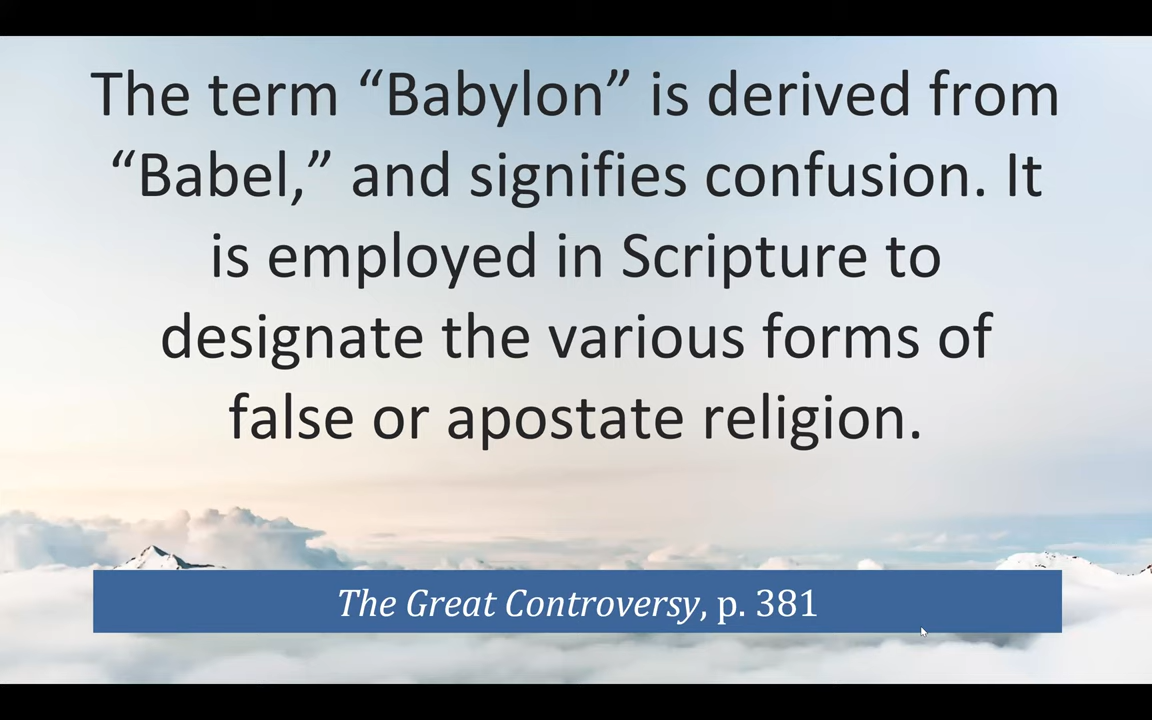 The term “Babylon” is derived from
“Babel,” and signifies confusion. It
is employed in Scripture to
designate the various forms of
false or apostate religion.
The Great Controversy, p. 381